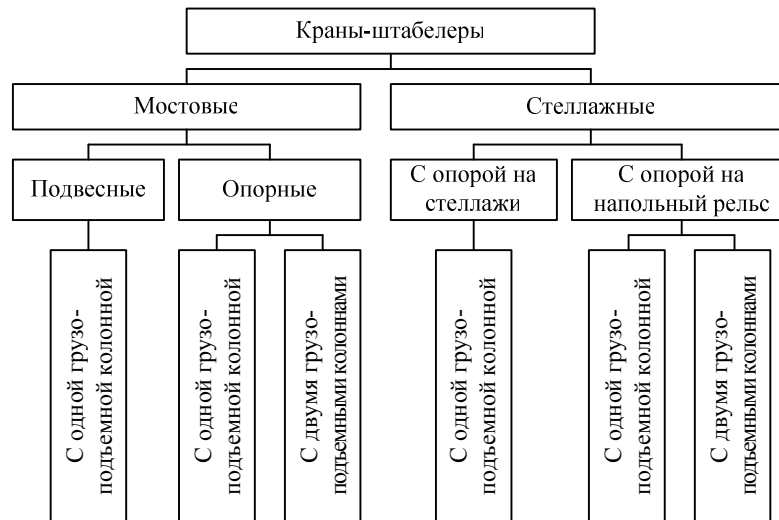 Краны-штабелеры
Мостовые
Стеллажные
Подвесные
Опорные
С опорой на
стеллажи
С опорой на
напольный рельс
С одной грузо-
подъемной колонной
С одной грузо-
подъемной колонной
С двумя грузо-
подъемными колоннами
С одной грузо-
подъемной колонной
С одной грузо-
подъемной колонной
С двумя грузо-
подъемными колоннами